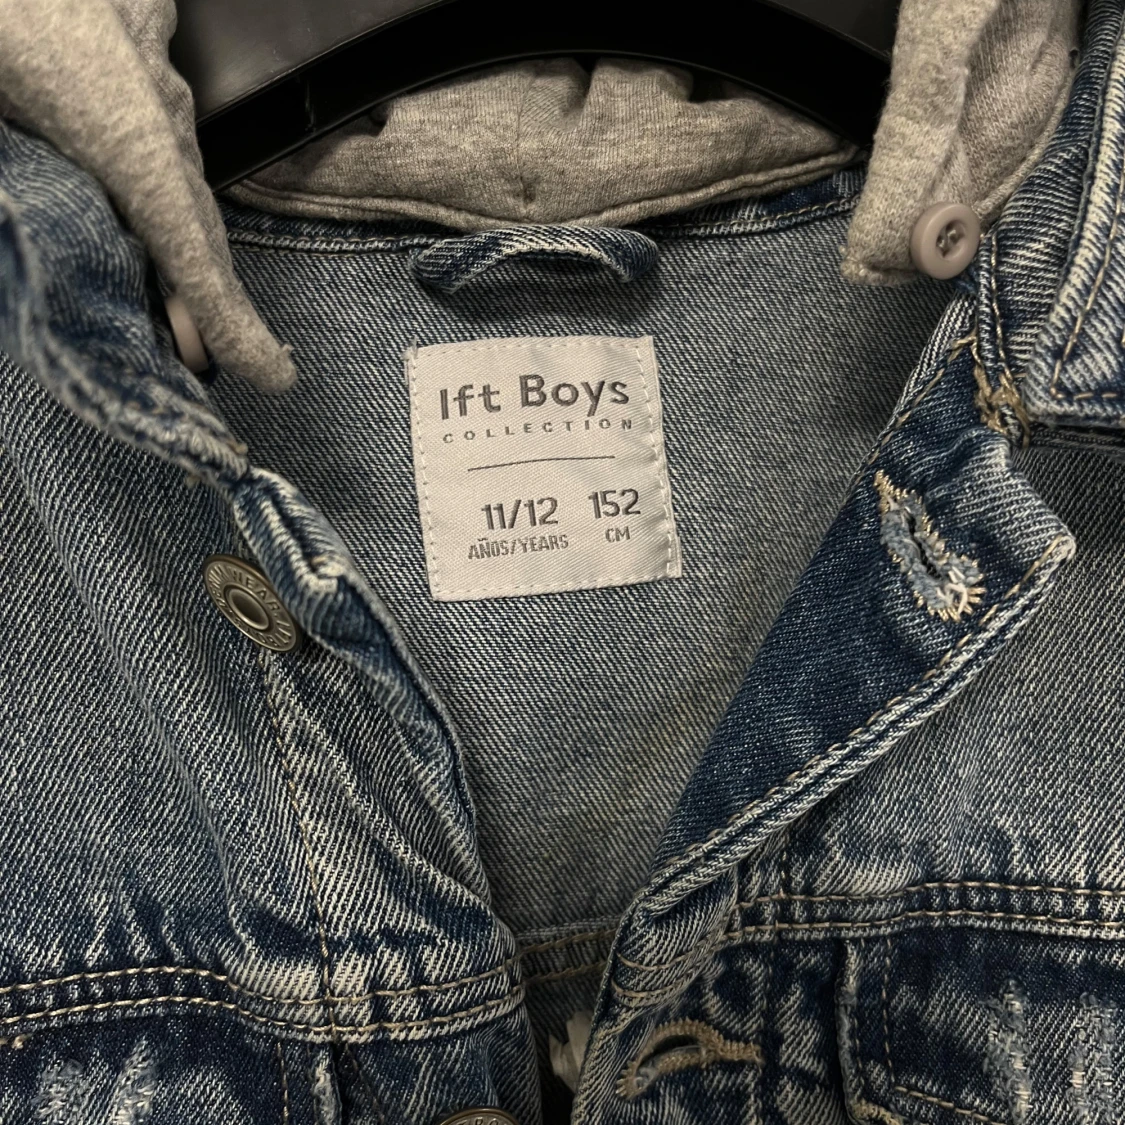 lft Boys
COLLECTION
11/12 152
AÑOS/YEARS CM